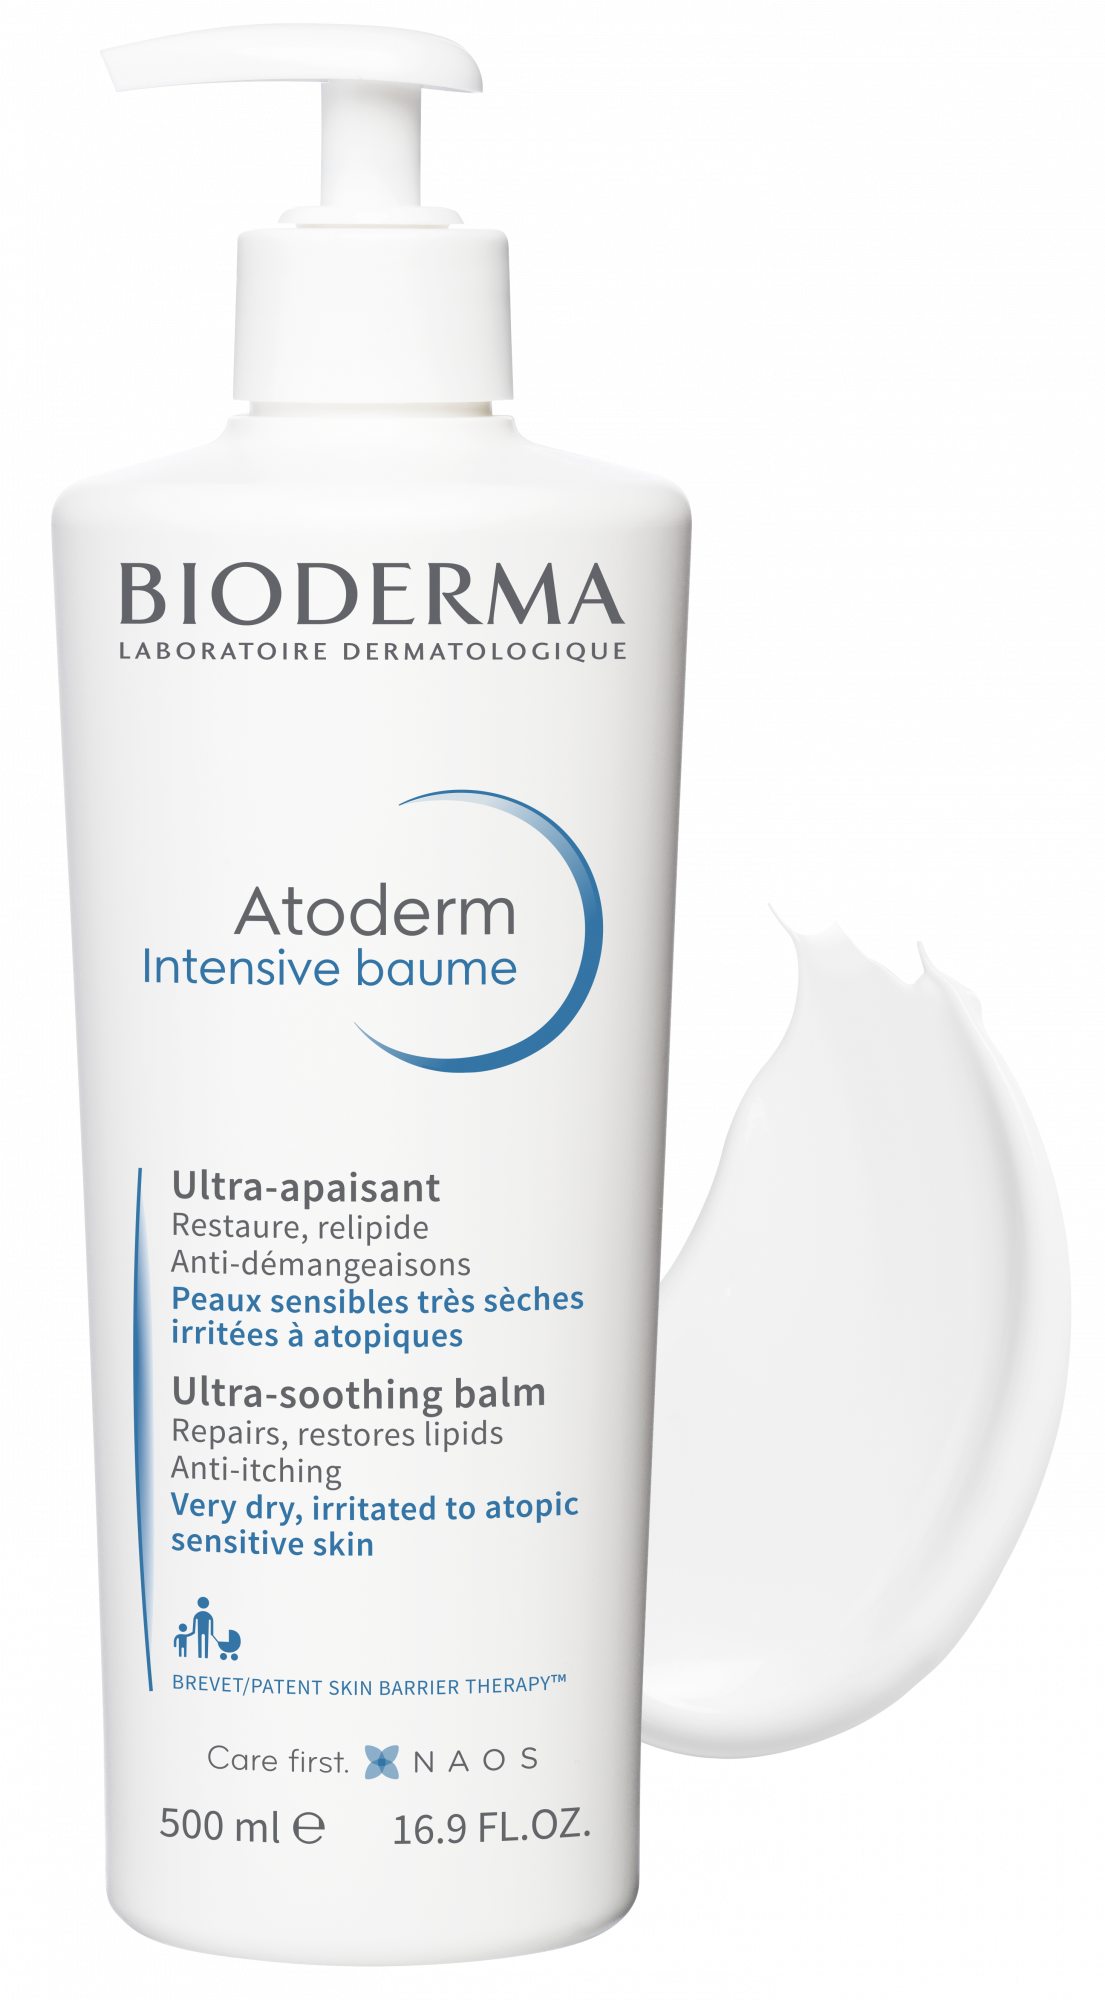 BIODERMA
LABORATOIRE DERMATOLOGIQUE
Atoderm
Intensive baume
Ultra-apaisant
Restaure, relipide
Anti-démangeaisons
Peaux sensibles très sèches
irritées à atopiques
Ultra-soothing balm
Repairs, restores lipids
Anti-itching
Very dry, irritated to atopic
sensitive skin
BREVET/PATENT SKIN BARRIER THERAPY™
Care first. NAOS
500 ml ℮ 16.9 FL.OZ.